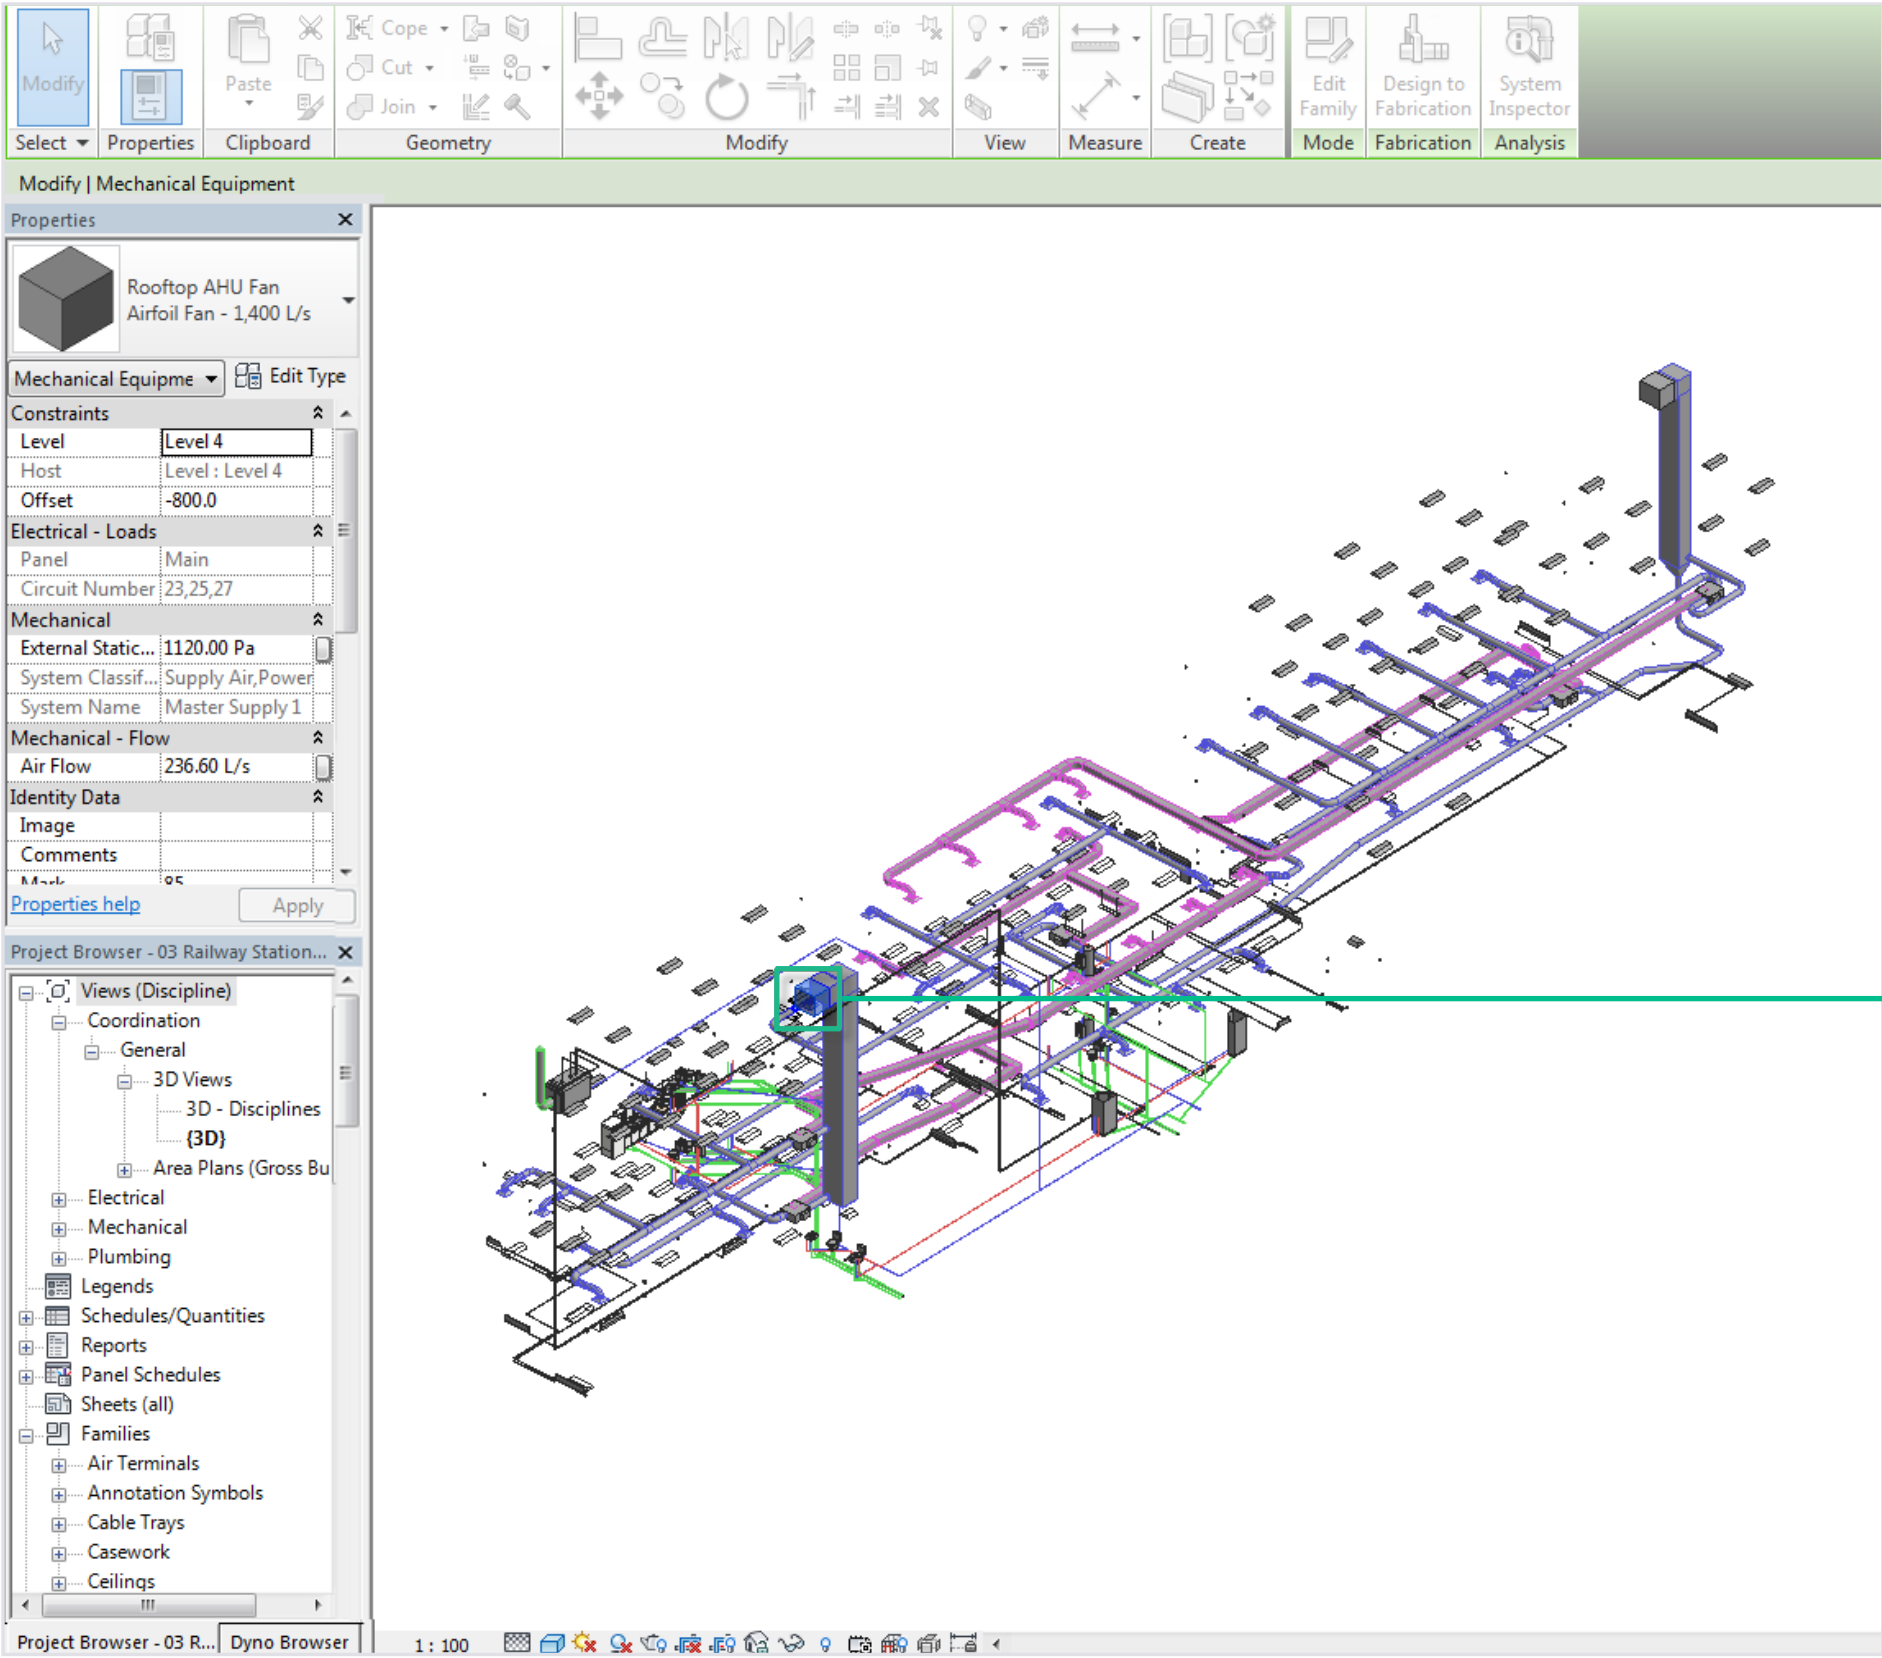 Modify
Paste
Cope
Cut
Join
Edit Family
Design to Fabrication
System Inspector
Select
Properties
Clipboard
Geometry
Modify
View
Measure
Create
Mode
Fabrication
Analysis
Modify | Mechanical Equipment
Properties
Rooftop AHU Fan
Airfoil Fan - 1,400 L/s
Mechanical Equipme
Edit Type
Constraints
Level Level 4
Host Level : Level 4
Offset -800.0
Electrical - Loads
Panel Main
Circuit Number 23,25,27
Mechanical
External Static... 1120.00 Pa
System Classif... Supply Air,Power
System Name Master Supply 1
Mechanical - Flow
Air Flow 236.60 L/s
Identity Data
Image
Comments
Mark 85
Properties help
Apply
Project Browser - 03 Railway Station...
Views (Discipline)
Coordination
General
3D Views
3D - Disciplines
{3D}
Area Plans (Gross Bu
Electrical
Mechanical
Plumbing
Legends
Schedules/Quantities
Reports
Panel Schedules
Sheets (all)
Families
Air Terminals
Annotation Symbols
Cable Trays
Casework
Ceilings
Project Browser - 03 R...
Dyno Browser
1 : 100